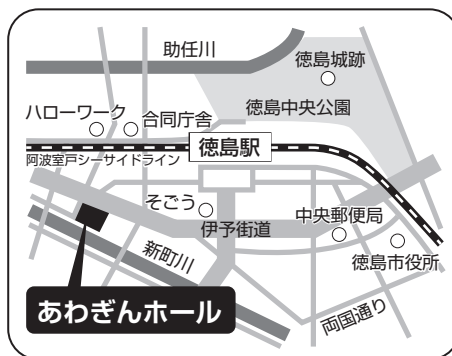 助任川
徳島城跡
徳島中央公園
ハローワーク
合同庁舎
徳島駅
阿波室戸シーサイドライン
そごう
伊予街道
中央郵便局
新町川
徳島市役所
あわぎんホール
両国通り